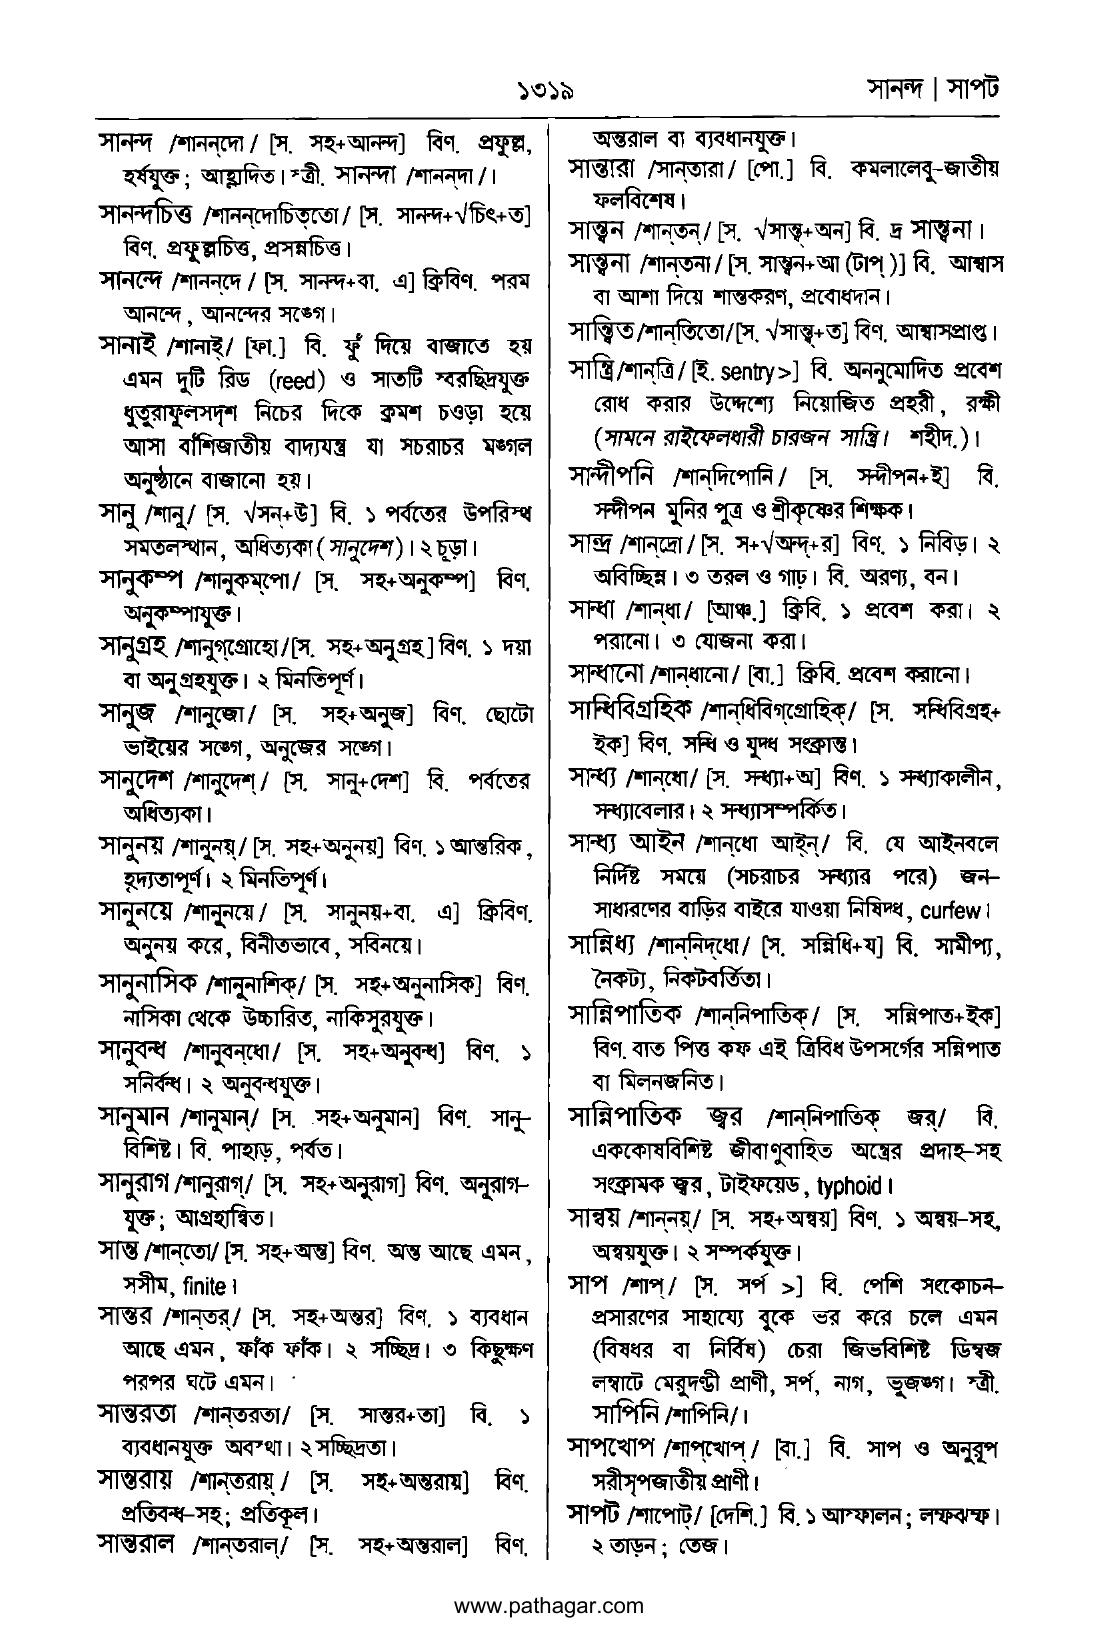 ১৩১৯
সানন্দ | সাপট
সানন্দ /শানন্‌দো/ [স. সহ+আনন্দ] বিণ. প্রফুল্ল,
হর্ষযুক্ত; আহ্লাদিত। স্ত্রী. সানন্দা /শানন্‌দা/।
সানন্দচিত্ত /শানন্‌দোচিত্‌তো/ [স. সানন্দ+√চিৎ+ত]
বিণ. প্রফুল্লচিত্ত, প্রসন্নচিত্ত।
সানন্দে /শানন্‌দে/ [স. সানন্দ+বা. এ] ক্রিবিণ. পরম
আনন্দে, আনন্দের সঙ্গে।
সানাই /শানাই্/ [ফা.] বি. ফুঁ দিয়ে বাজাতে হয়
এমন দুটি রিড (reed) ও সাতটি স্বরছিদ্রযুক্ত
ধুতুরাফুলসদৃশ নিচের দিকে ক্রমশ চওড়া হয়ে
আসা বাঁশিজাতীয় বাদ্যযন্ত্র যা সচরাচর মঙ্গল
অনুষ্ঠানে বাজানো হয়।
সানু /শানু/ [স. √সন্+উ] বি. ১ পর্বতের উপরিস্থ
সমতলস্থান, অধিত্যকা (সানুদেশ)। ২ চূড়া।
সানুকম্প /শানুকম্‌পো/ [স. সহ+অনুকম্প] বিণ.
অনুকম্পাযুক্ত।
সানুগ্রহ /শানুগ্‌গ্রোহো/[স. সহ+অনুগ্রহ] বিণ. ১ দয়া
বা অনুগ্রহযুক্ত। ২ মিনতিপূর্ণ।
সানুজ /শানুজো/ [স. সহ+অনুজ] বিণ. ছোটো
ভাইয়ের সঙ্গে, অনুজের সঙ্গে।
সানুদেশ /শানুদেশ্/ [স. সানু+দেশ] বি. পর্বতের
অধিত্যকা।
সানুনয় /শানুনয়্/ [স. সহ+অনুনয়] বিণ. ১ আন্তরিক,
হৃদ্যতাপূর্ণ। ২ মিনতিপূর্ণ।
সানুনয়ে /শানুনয়ে/ [স. সানুনয়+বা. এ] ক্রিবিণ.
অনুনয় করে, বিনীতভাবে, সবিনয়ে।
সানুনাসিক /শানুনাশিক্/ [স. সহ+অনুনাসিক] বিণ.
নাসিকা থেকে উচ্চারিত, নাকিসুরযুক্ত।
সানুবন্ধ /শানুবন্‌ধো/ [স. সহ+অনুবন্ধ] বিণ. ১
সনির্বন্ধ। ২ অনুবন্ধযুক্ত।
সানুমান /শানুমান্/ [স. সহ+অনুমান] বিণ. সানু–
বিশিষ্ট। বি. পাহাড়, পর্বত।
সানুরাগ /শানুরাগ্/ [স. সহ+অনুরাগ] বিণ. অনুরাগ–
যুক্ত; আগ্রহান্বিত।
সান্ত /শান্‌তো/ [স. সহ+অন্ত] বিণ. অন্ত আছে এমন,
সসীম, finite।
সান্তর /শান্‌তর্/ [স. সহ+অন্তর] বিণ. ১ ব্যবধান
আছে এমন, ফাঁক ফাঁক। ২ সচ্ছিদ্র। ৩ কিছুক্ষণ
পরপর ঘটে এমন।
সান্তরতা /শান্‌তরতা/ [স. সান্তর+তা] বি. ১
ব্যবধানযুক্ত অবস্থা। ২ সচ্ছিদ্রতা।
সান্তরায় /শান্‌তরায়্/ [স. সহ+অন্তরায়] বিণ.
প্রতিবন্ধ–সহ; প্রতিকূল।
সান্তরাল /শান্‌তরাল্/ [স. সহ+অন্তরাল] বিণ.
অন্তরাল বা ব্যবধানযুক্ত।
সান্তারা /সান্‌তারা/ [পো.] বি. কমলালেবু–জাতীয়
ফলবিশেষ।
সান্ত্বন /শান্‌তন্/ [স. √সান্ত্ব+অন] বি. দ্র সান্ত্বনা।
সান্ত্বনা /শান্‌তনা/ [স. সান্ত্বন+আ (টাপ্)] বি. আশ্বাস
বা আশা দিয়ে শান্তকরণ, প্রবোধদান।
সান্ত্বিত /শান্‌তিতো/[স. √সান্ত্ব+ত] বিণ. আশ্বাসপ্রাপ্ত।
সান্ত্রি /শান্‌ত্রি/ [ই. sentry >] বি. অননুমোদিত প্রবেশ
রোধ করার উদ্দেশ্যে নিয়োজিত প্রহরী, রক্ষী
(সামনে রাইফেলধারী চারজন সান্ত্রি। শহীদ.)।
সান্দীপনি /শান্‌দিপোনি/ [স. সন্দীপন+ই] বি.
সন্দীপন মুনির পুত্র ও শ্রীকৃষ্ণের শিক্ষক।
সান্দ্র /শান্‌দ্রো/ [স. স+√অন্দ্+র] বিণ. ১ নিবিড়। ২
অবিচ্ছিন্ন। ৩ তরল ও গাঢ়। বি. অরণ্য, বন।
সান্ধা /শান্‌ধা/ [আঞ্চ.] ক্রিবি. ১ প্রবেশ করা। ২
পরানো। ৩ যোজনা করা।
সান্ধানো /শান্‌ধানো/ [বা.] ক্রিবি. প্রবেশ করানো।
সান্ধিবিগ্রহিক /শান্‌ধিবিগ্‌গ্রোহিক্/ [স. সন্ধিবিগ্রহ+
ইক] বিণ. সন্ধি ও যুদ্ধ সংক্রান্ত।
সান্ধ্য /শান্‌ধো/ [স. সন্ধ্যা+অ] বিণ. ১ সন্ধ্যাকালীন,
সন্ধ্যাবেলার। ২ সন্ধ্যাসম্পর্কিত।
সান্ধ্য আইন /শান্‌ধো আই্‌ন্/ বি. যে আইনবলে
নির্দিষ্ট সময়ে (সচরাচর সন্ধ্যার পরে) জন–
সাধারণের বাড়ির বাইরে যাওয়া নিষিদ্ধ, curfew।
সান্নিধ্য /শান্‌নিদ্‌ধো/ [স. সন্নিধি+য] বি. সামীপ্য,
নৈকট্য, নিকটবর্তিতা।
সান্নিপাতিক /শান্‌নিপাতিক্/ [স. সন্নিপাত+ইক]
বিণ. বাত পিত্ত কফ এই ত্রিবিধ উপসর্গের সন্নিপাত
বা মিলনজনিত।
সান্নিপাতিক জ্বর /শান্‌নিপাতিক্ জর্/ বি.
এককোষবিশিষ্ট জীবাণুবাহিত অন্ত্রের প্রদাহ–সহ
সংক্রামক জ্বর, টাইফয়েড, typhoid।
সান্বয় /শান্‌নয়্/ [স. সহ+অন্বয়] বিণ. ১ অন্বয়–সহ,
অন্বয়যুক্ত। ২ সম্পর্কযুক্ত।
সাপ /শাপ্/ [স. সর্প >] বি. পেশি সংকোচন–
প্রসারণের সাহায্যে বুকে ভর করে চলে এমন
(বিষধর বা নির্বিষ) চেরা জিভবিশিষ্ট ডিম্বজ
লম্বাটে মেরুদণ্ডী প্রাণী, সর্প, নাগ, ভুজঙ্গ। স্ত্রী.
সাপিনি /শাপিনি/।
সাপখোপ /শাপ্‌খোপ্/ [বা.] বি. সাপ ও অনুরূপ
সরীসৃপজাতীয় প্রাণী।
সাপট /শাপোট্/ [দেশি.] বি. ১ আস্ফালন; লম্ফঝম্ফ।
২ তাড়ন; তেজ।
www.pathagar.com